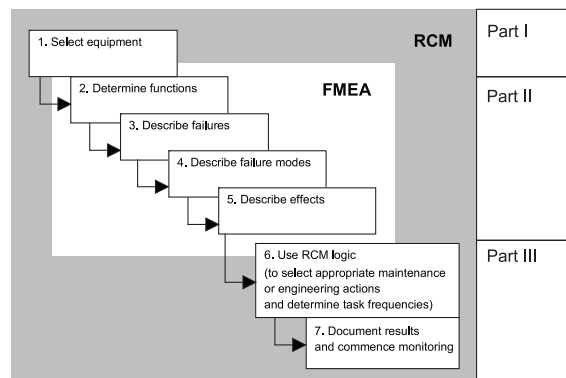 RCM
Part I
1. Select equipment
FMEA
Part II
2. Determine functions
3. Describe failures
4. Describe failure modes
5. Describe effects
Part III
6. Use RCM logic
(to select appropriate maintenance
or engineering actions
and determine task frequencies)
7. Document results
and commence monitoring